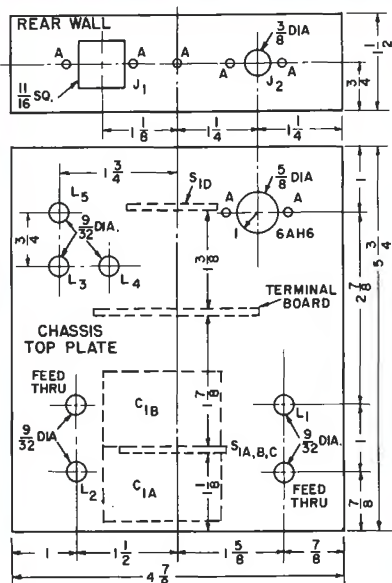 REAR WALL
3/8 DIA
A A A A A
11/16 SQ.
J1
J2
3/4
1 1/2
1 1/8
1 1/4
1 1/4
1 3/4
S1D
5/8 DIA
L5
A A
1
3/4
9/32 DIA.
1
6AH6
L3
L4
1 3/8
2 7/8
5 3/4
TERMINAL
BOARD
CHASSIS
TOP PLATE
FEED
THRU
1 7/8
C1B
L1
9/32 DIA
9/32 DIA.
S1A,B,C
1
L2
C1A
1 1/8
FEED
THRU
7/8
1
1 1/2
1 5/8
7/8
4 7/8